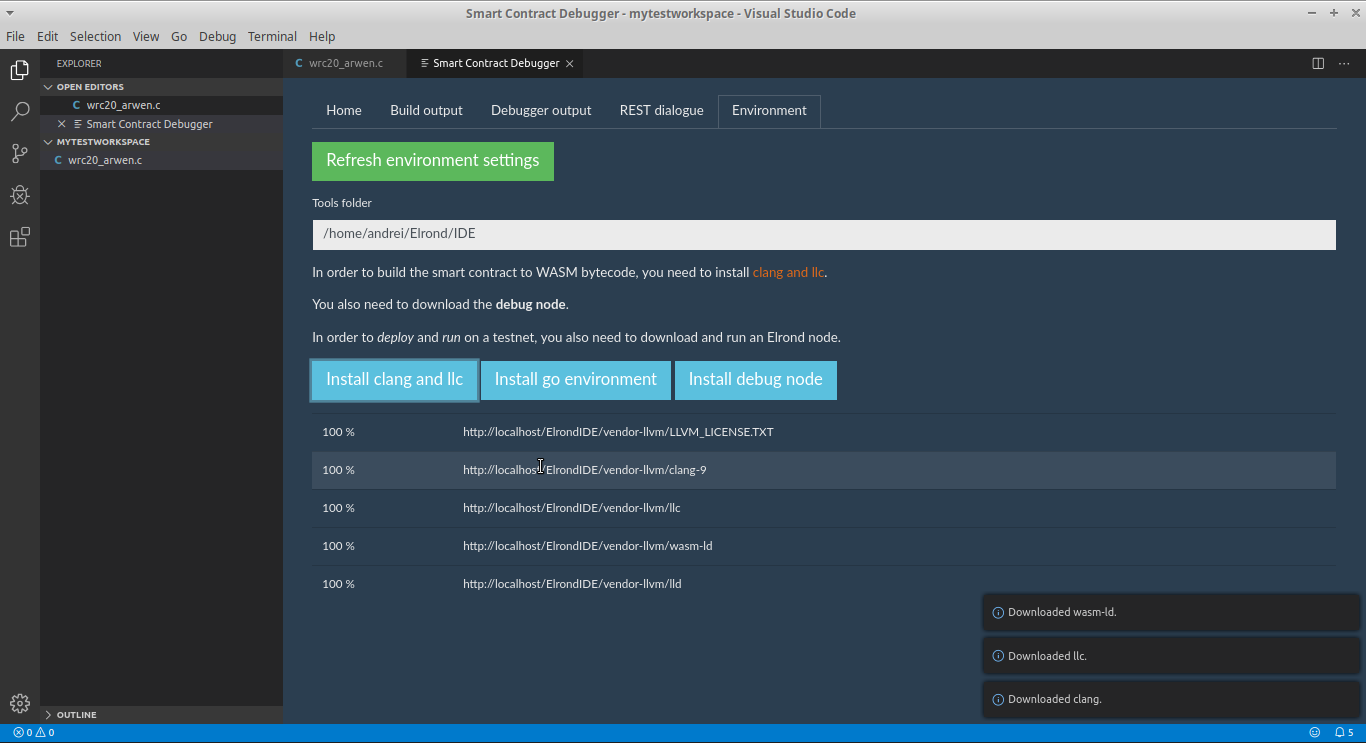 Smart Contract Debugger - mytestworkspace - Visual Studio Code
File Edit Selection View Go Debug Terminal Help
EXPLORER
OPEN EDITORS
C wrc20_arwen.c
Smart Contract Debugger
MYTESTWORKSPACE
C wrc20_arwen.c
OUTLINE
C wrc20_arwen.c Smart Contract Debugger
Home Build output Debugger output REST dialogue Environment
Refresh environment settings
Tools folder
/home/andrei/Elrond/IDE
In order to build the smart contract to WASM bytecode, you need to install clang and llc.
You also need to download the debug node.
In order to deploy and run on a testnet, you also need to download and run an Elrond node.
Install clang and llc Install go environment Install debug node
100 % http://localhost/ElrondIDE/vendor-llvm/LLVM_LICENSE.TXT
100 % http://localhost/ElrondIDE/vendor-llvm/clang-9
100 % http://localhost/ElrondIDE/vendor-llvm/llc
100 % http://localhost/ElrondIDE/vendor-llvm/wasm-ld
100 % http://localhost/ElrondIDE/vendor-llvm/lld
Downloaded wasm-ld.
Downloaded llc.
Downloaded clang.
0 0 5